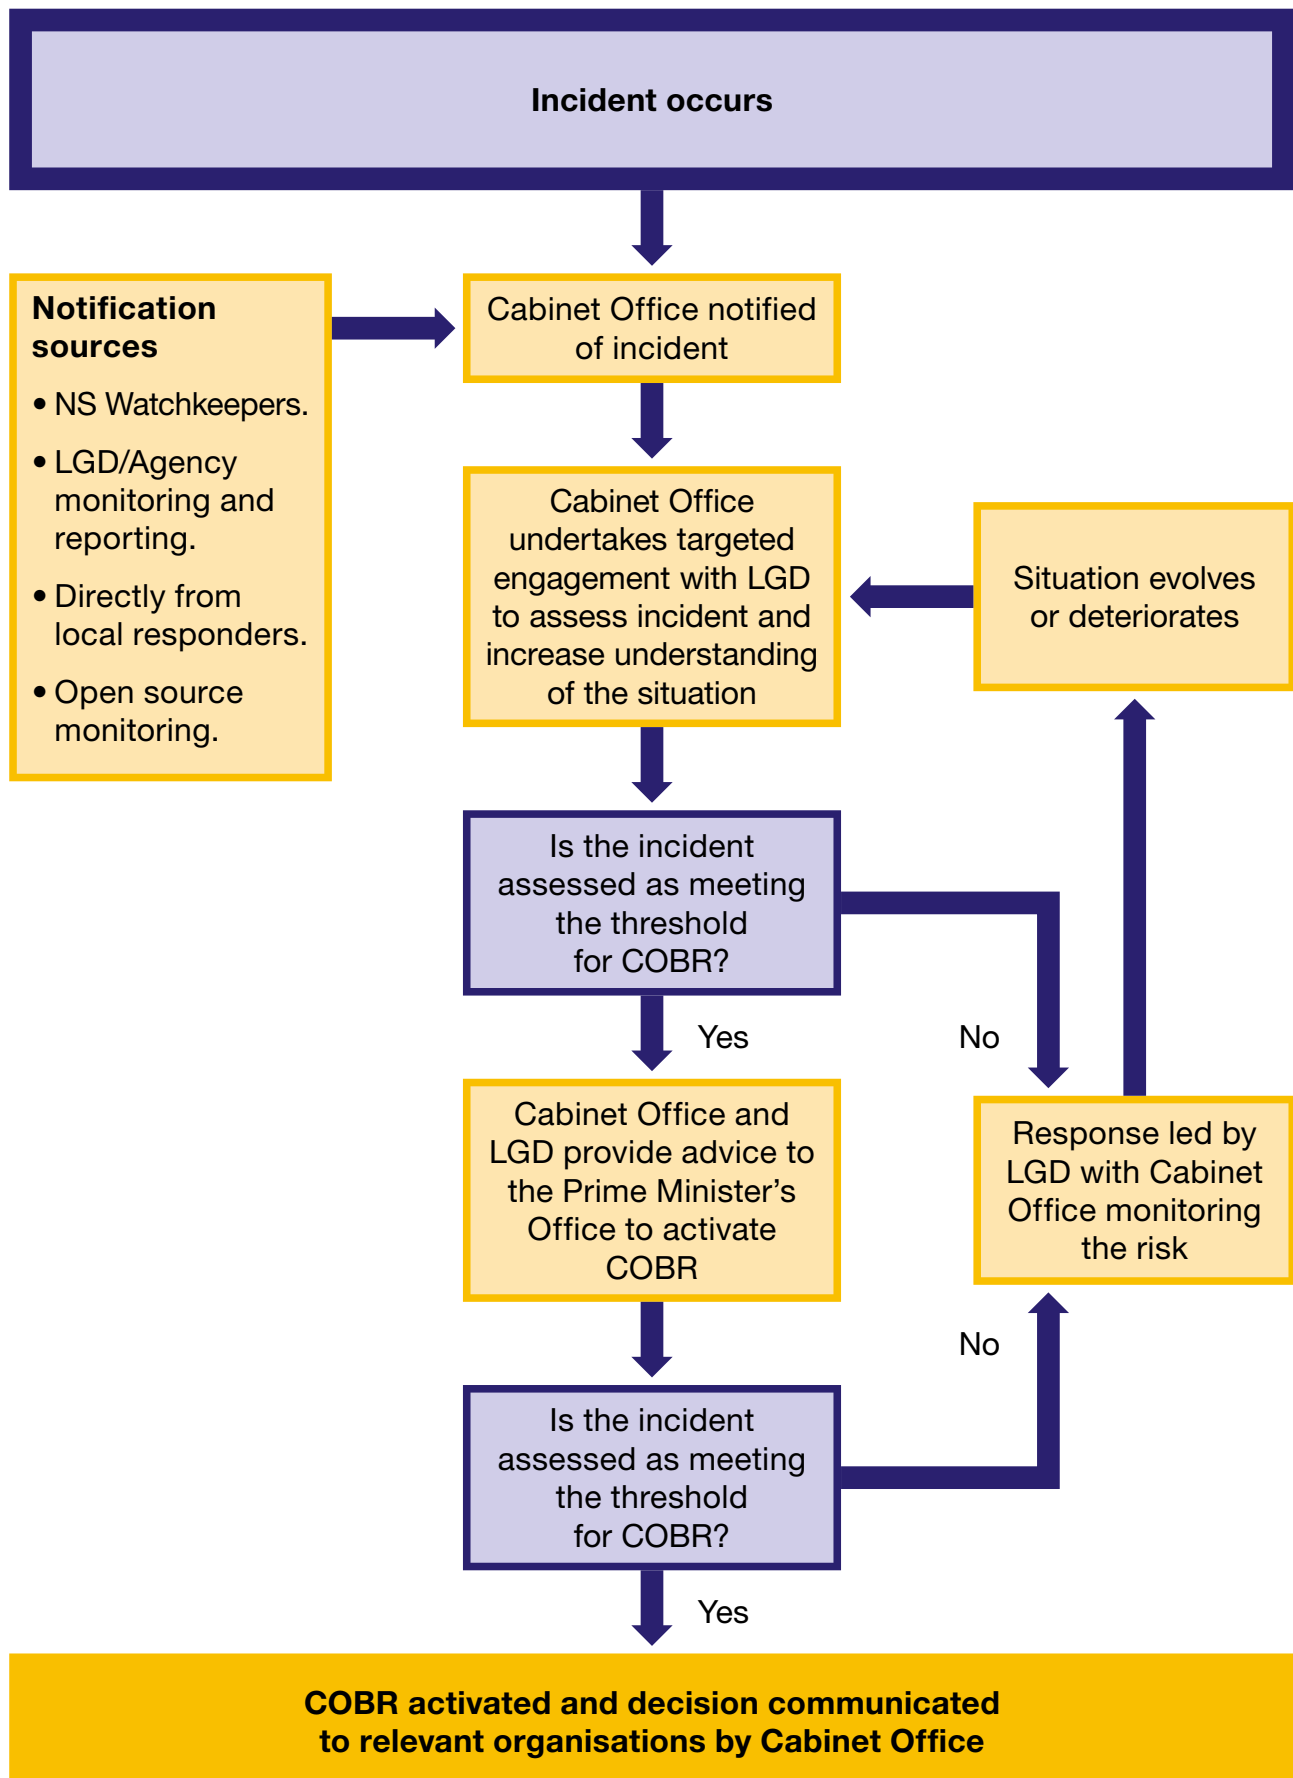 Incident occurs
Notification
sources
• NS Watchkeepers.
• LGD/Agency
monitoring and
reporting.
• Directly from
local responders.
• Open source
monitoring.
Cabinet Office notified
of incident
Cabinet Office
undertakes targeted
engagement with LGD
to assess incident and
increase understanding
of the situation
Situation evolves
or deteriorates
Is the incident
assessed as meeting
the threshold
for COBR?
Yes
No
Cabinet Office and
LGD provide advice to
the Prime Minister’s
Office to activate
COBR
Response led by
LGD with Cabinet
Office monitoring
the risk
No
Is the incident
assessed as meeting
the threshold
for COBR?
Yes
COBR activated and decision communicated
to relevant organisations by Cabinet Office